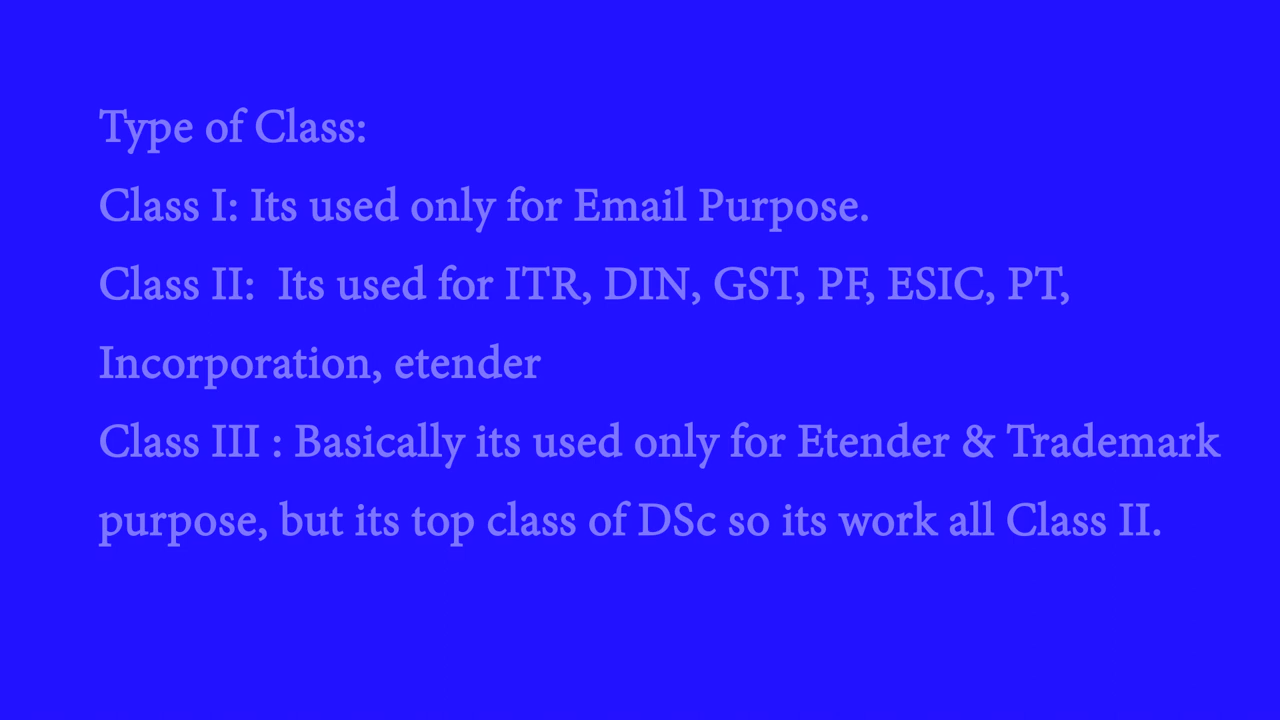 Type of Class:
Class I: Its used only for Email Purpose.
Class II:  Its used for ITR, DIN, GST, PF, ESIC, PT,
Incorporation, etender
Class III : Basically its used only for Etender & Trademark
purpose, but its top class of DSc so its work all Class II.